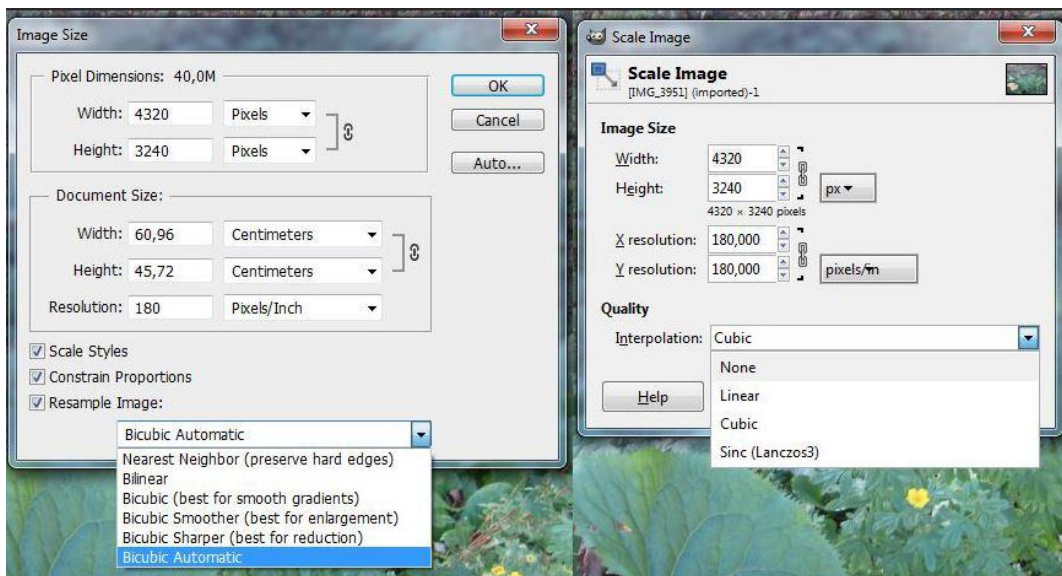 Image Size
Pixel Dimensions: 40,0M
Width: 4320 Pixels
Height: 3240 Pixels
OK
Cancel
Auto...
Document Size:
Width: 60,96 Centimeters
Height: 45,72 Centimeters
Resolution: 180 Pixels/Inch
Scale Styles
Constrain Proportions
Resample Image:
Bicubic Automatic
Nearest Neighbor (preserve hard edges)
Bilinear
Bicubic (best for smooth gradients)
Bicubic Smoother (best for enlargement)
Bicubic Sharper (best for reduction)
Bicubic Automatic
Scale Image
Scale Image
[IMG_3951] (imported)-1
Image Size
Width: 4320
Height: 3240 px
4320 × 3240 pixels
X resolution: 180,000
Y resolution: 180,000 pixels/in
Quality
Interpolation: Cubic
None
Linear
Cubic
Sinc (Lanczos3)
Help